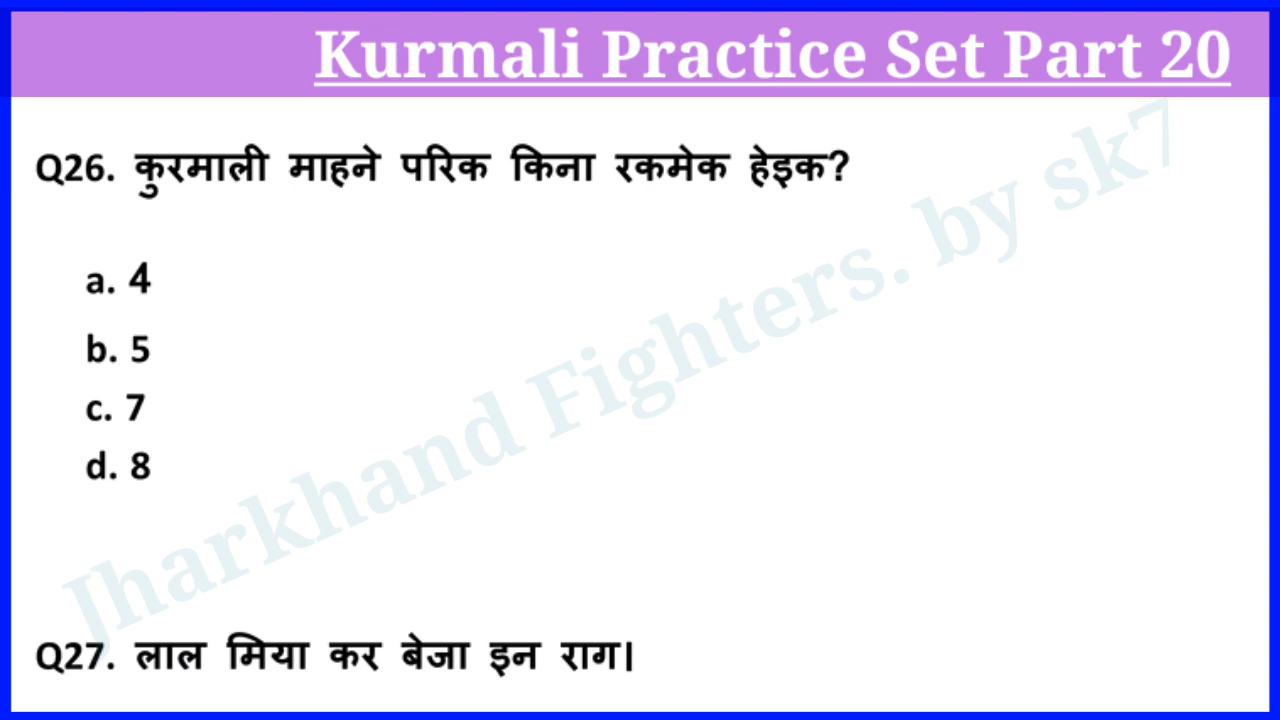 Kurmali Practice Set Part 20
Q26. कुरमाली माहने परिक किना रकमेक हेइक?
a. 4
b. 5
c. 7
d. 8
Jharkhand Fighters. by sk7
Q27. लाल मिया कर बेजा इन राग।